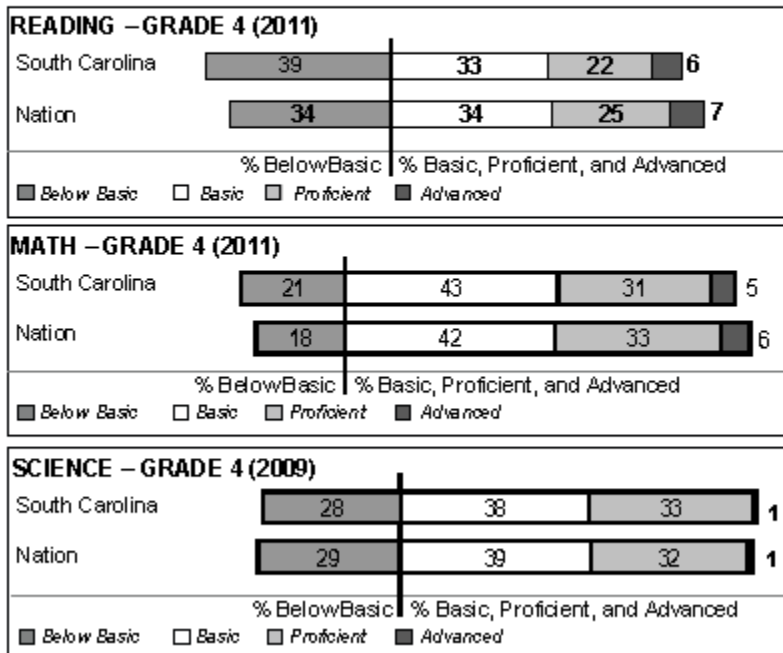 READING – GRADE 4 (2011)
South Carolina 39 33 22 6
Nation 34 34 25 7
% BelowBasic % Basic, Proficient, and Advanced
Below Basic Basic Proficient Advanced
MATH – GRADE 4 (2011)
South Carolina 21 43 31 5
Nation 18 42 33 6
% BelowBasic % Basic, Proficient, and Advanced
Below Basic Basic Proficient Advanced
SCIENCE – GRADE 4 (2009)
South Carolina 28 38 33 1
Nation 29 39 32 1
% BelowBasic % Basic, Proficient, and Advanced
Below Basic Basic Proficient Advanced